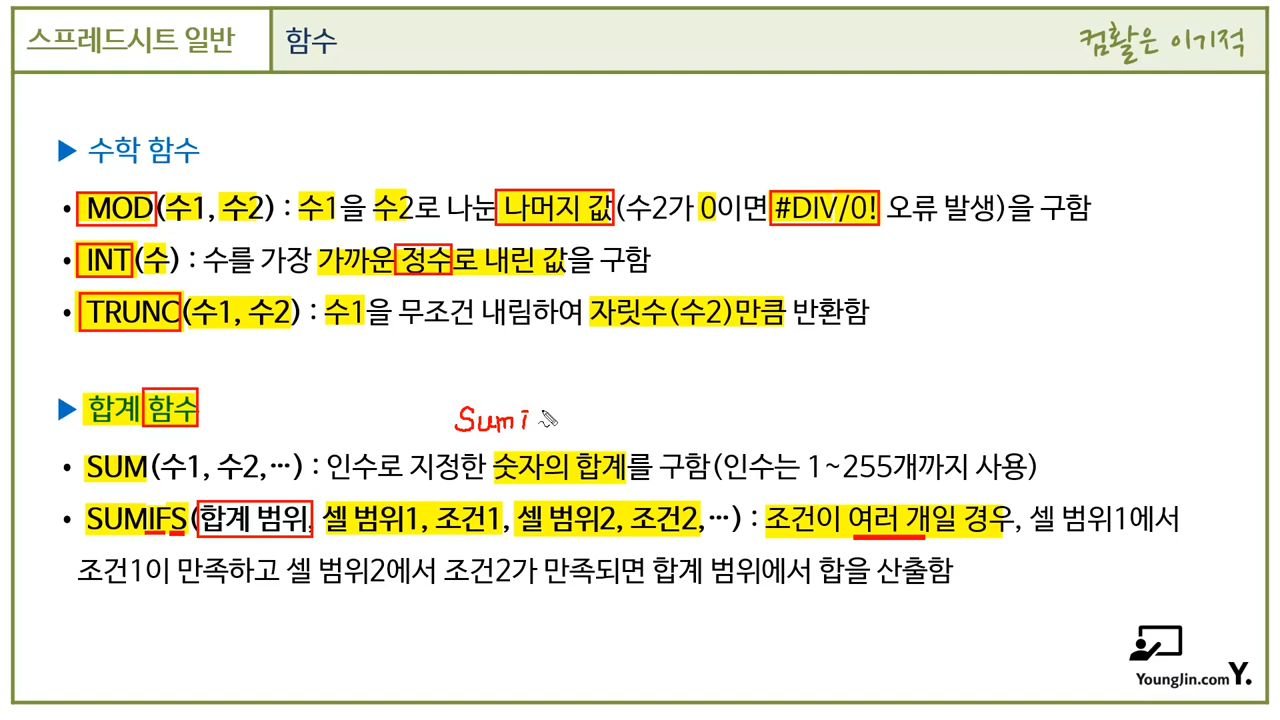 스프레드시트 일반
함수
컴활은 이기적
▶ 수학 함수
• MOD(수1, 수2) : 수1을 수2로 나눈 나머지 값(수2가 0이면 #DIV/0! 오류 발생)을 구함
• INT(수) : 수를 가장 가까운 정수로 내린 값을 구함
• TRUNC(수1, 수2) : 수1을 무조건 내림하여 자릿수(수2)만큼 반환함
▶ 합계 함수
Sumi
• SUM(수1, 수2,…) : 인수로 지정한 숫자의 합계를 구함(인수는 1~255개까지 사용)
• SUMIFS(합계 범위, 셀 범위1, 조건1, 셀 범위2, 조건2,…) : 조건이 여러 개일 경우, 셀 범위1에서
조건1이 만족하고 셀 범위2에서 조건2가 만족되면 합계 범위에서 합을 산출함
YoungJin.com Y.